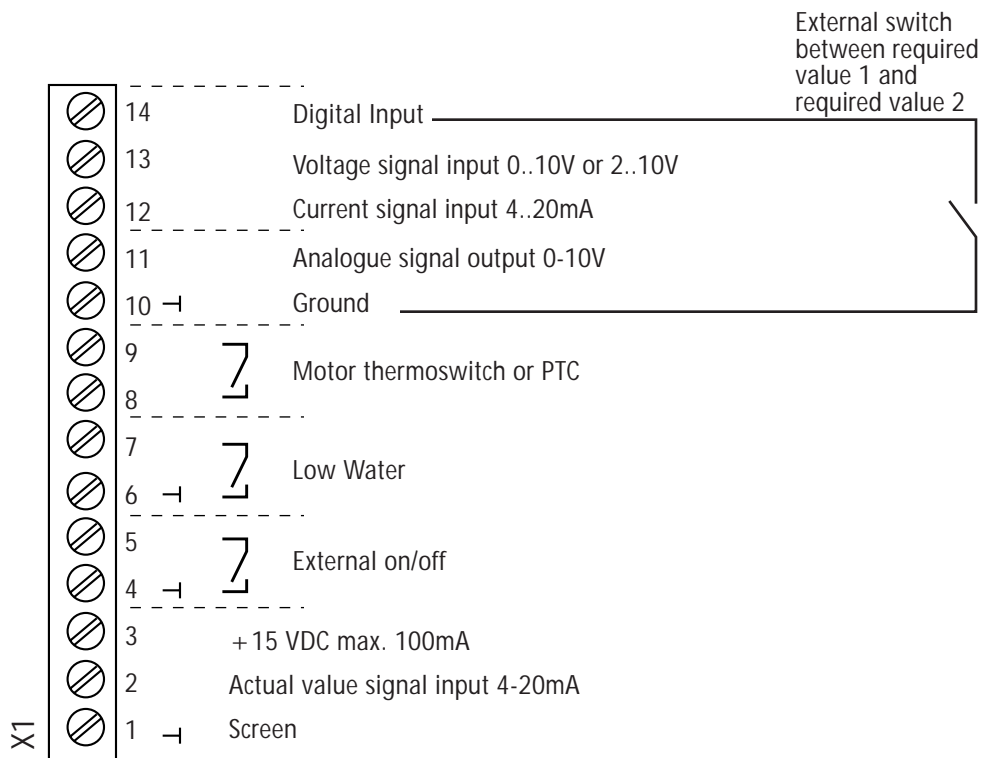 External switch
between required
value 1 and
required value 2
14 Digital Input
13 Voltage signal input 0..10V or 2..10V
12 Current signal input 4..20mA
11 Analogue signal output 0-10V
10 Ground
9
Motor thermoswitch or PTC
8
7
Low Water
6
5
External on/off
4
3 +15 VDC max. 100mA
2 Actual value signal input 4-20mA
1 Screen
X1